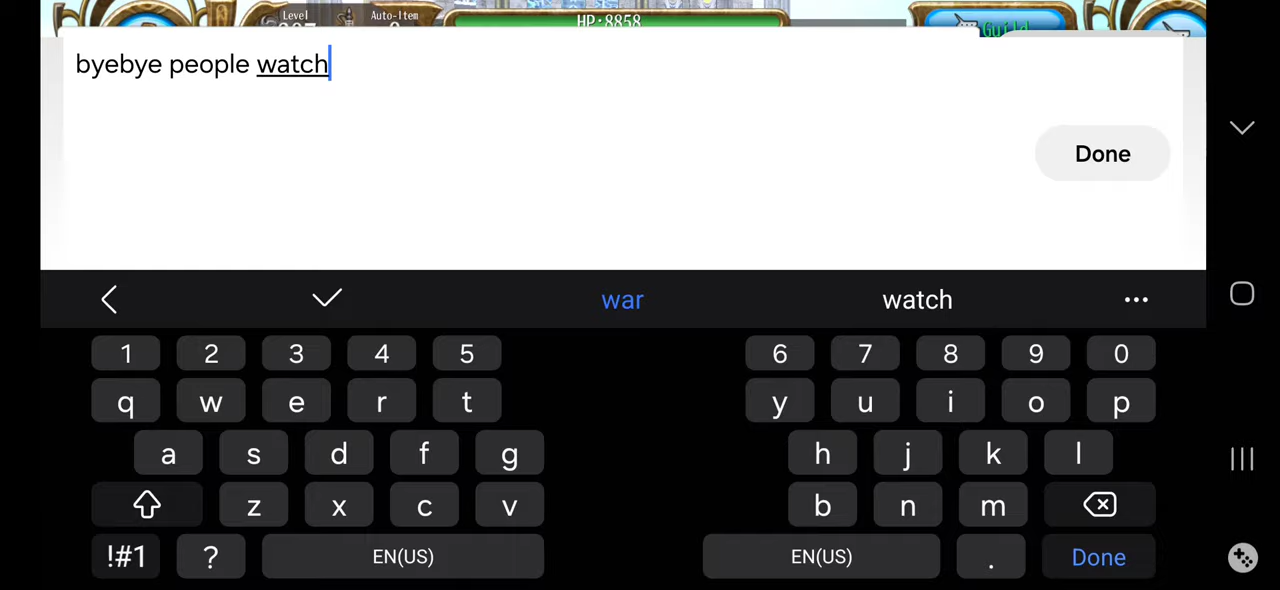 Level
Auto-Item
HP:8858
Guild
byebye people watch
Done
war
watch
1 2 3 4 5 6 7 8 9 0
q w e r t y u i o p
a s d f g h j k l
z x c v b n m
!#1 ? EN(US) EN(US) . Done